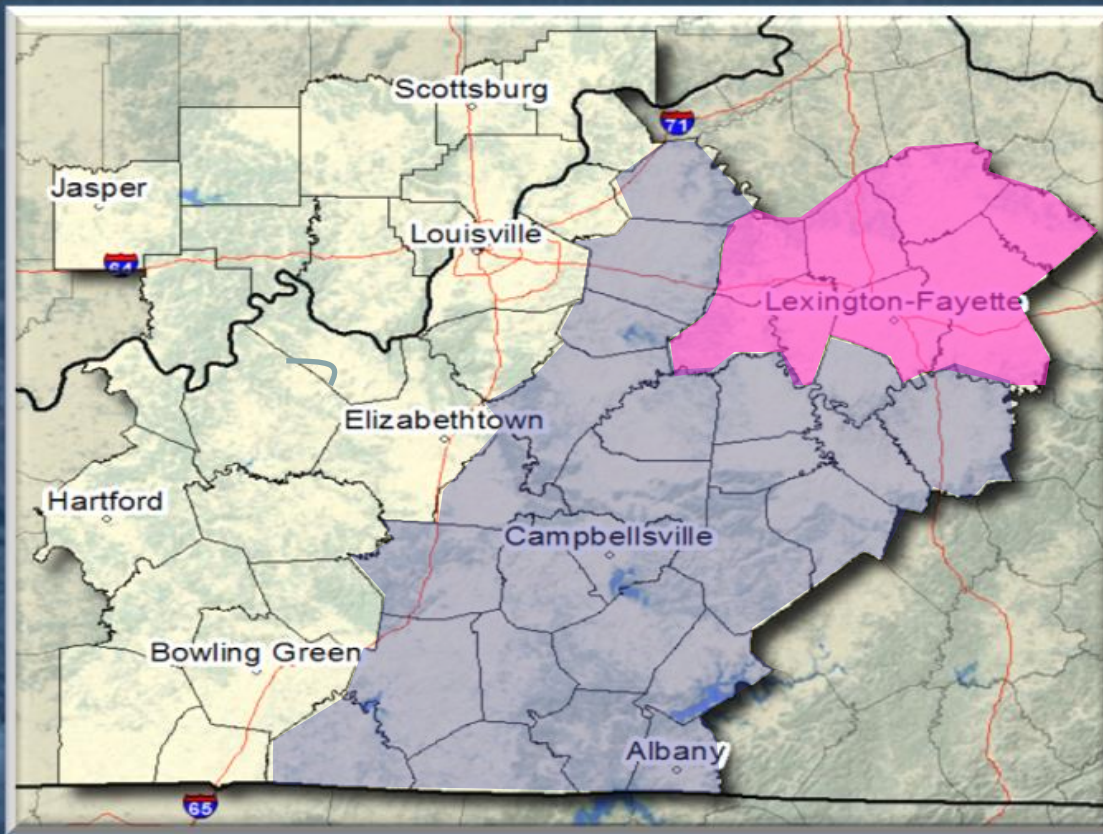 Scottsburg
71
Jasper
Louisville
64
Lexington-Fayette
Elizabethtown
Hartford
Campbellsville
Bowling Green
Albany
65